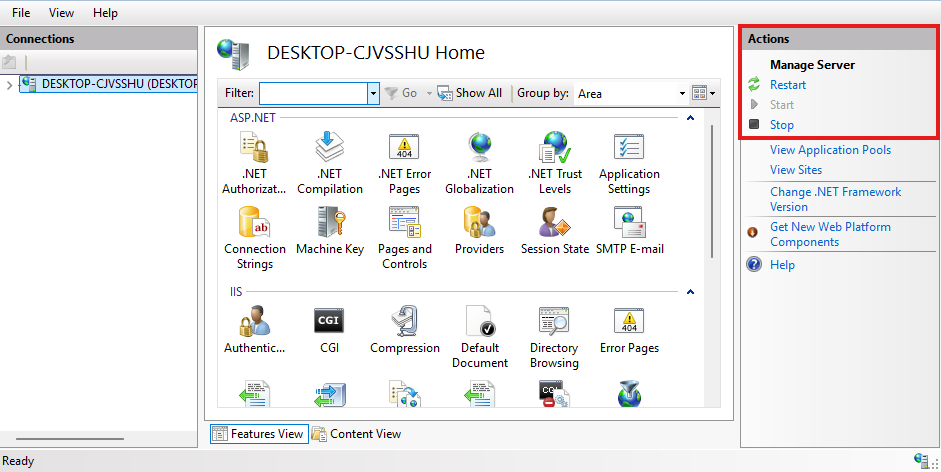 File View Help
Connections
DESKTOP-CJVSSHU (DESKTOP
DESKTOP-CJVSSHU Home
Filter: Go Show All Group by: Area
ASP.NET
.NET Authorizat...
.NET Compilation
.NET Error Pages
.NET Globalization
.NET Trust Levels
Application Settings
Connection Strings
Machine Key
Pages and Controls
Providers
Session State
SMTP E-mail
IIS
Authentic...
CGI
Compression
Default Document
Directory Browsing
Error Pages
Features View Content View
Actions
Manage Server
Restart
Start
Stop
View Application Pools
View Sites
Change .NET Framework
Version
Get New Web Platform
Components
Help
Ready